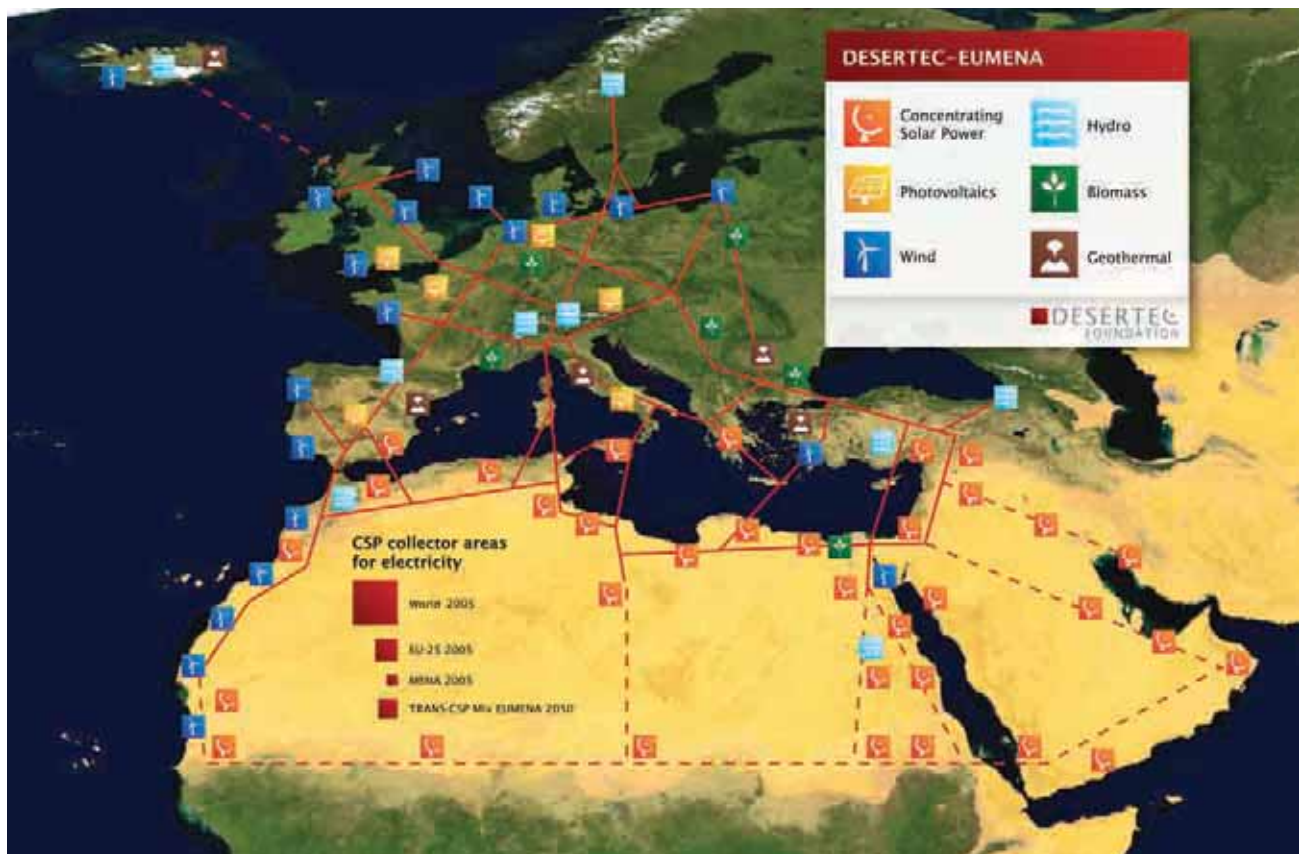 DESERTEC-EUMENA
Concentrating
Solar Power
Hydro
Photovoltaics
Biomass
Wind
Geothermal
DESERTEC
FOUNDATION
CSP collector areas
for electricity
World 2005
EU-25 2005
MENA 2005
TRANS-CSP Mix EUMENA 2050